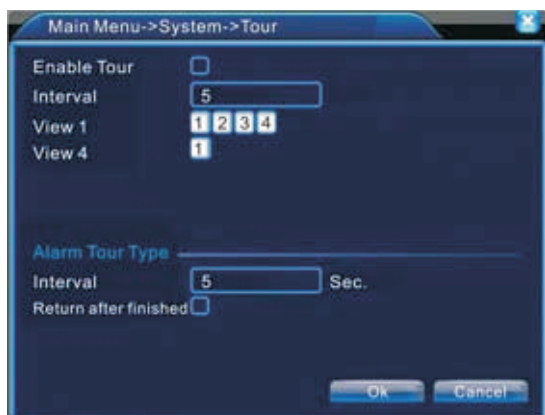 Main Menu->System->Tour
Enable Tour
Interval 5
View 1 1 2 3 4
View 4 1
Alarm Tour Type
Interval 5 Sec.
Return after finished
Ok Cancel